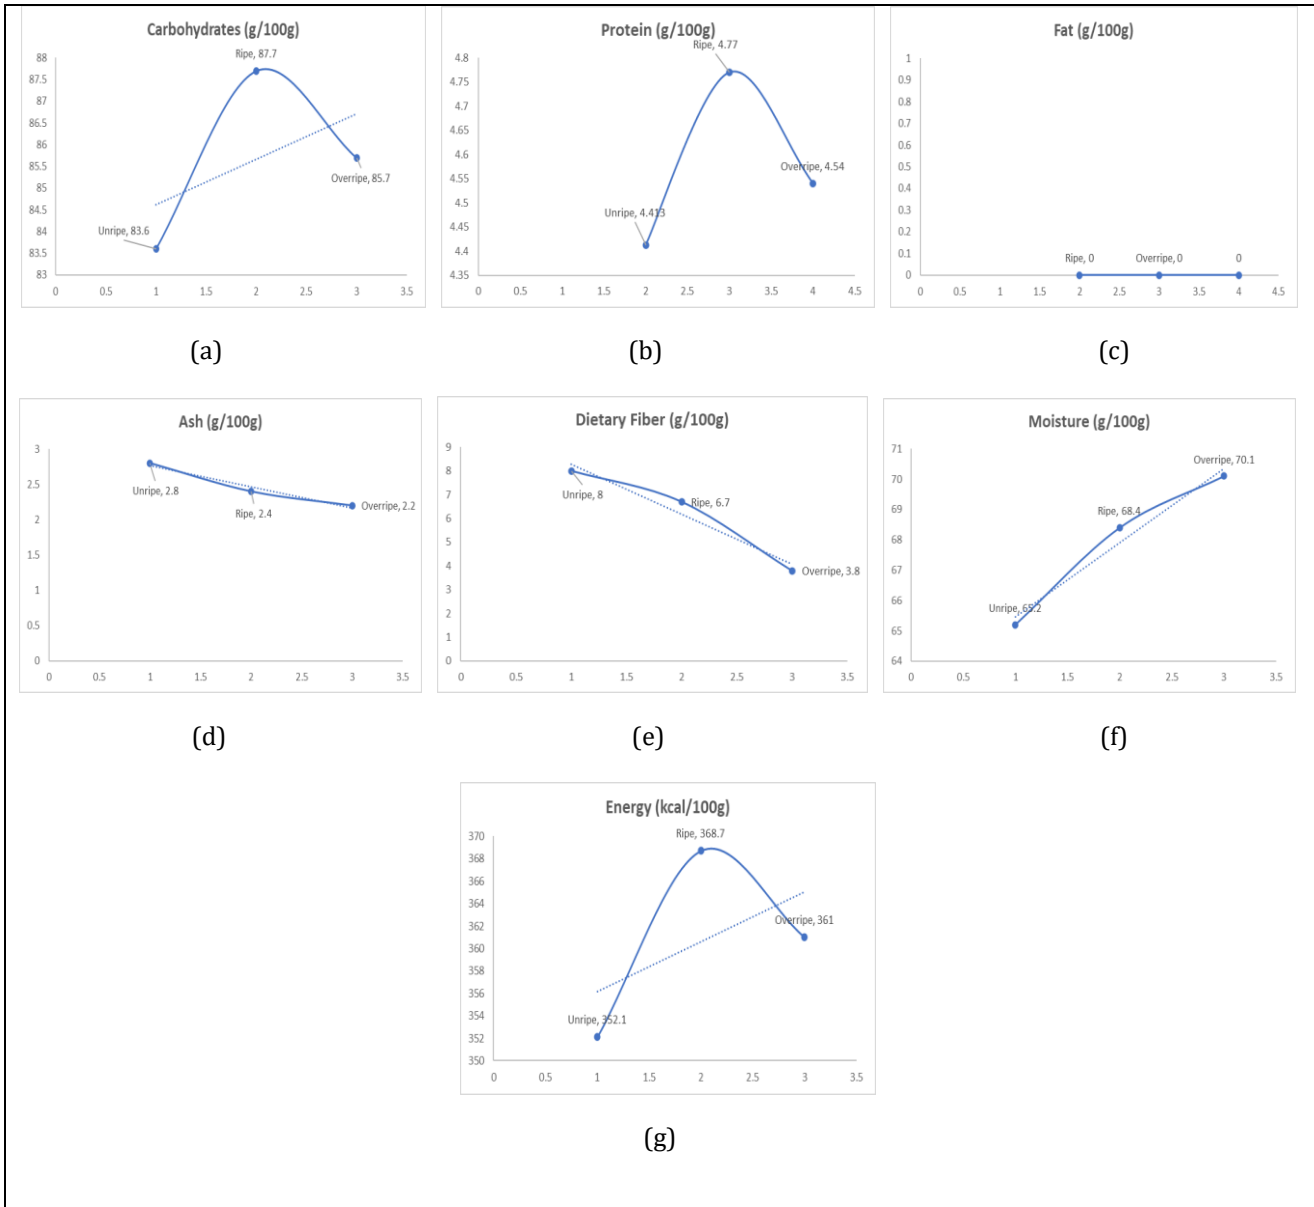 Carbohydrates (g/100g)
Ripe, 87.7
88
87.5
87
86.5
86
85.5
85
84.5
84
83.5
83
Overripe, 85.7
Unripe, 83.6
0 0.5 1 1.5 2 2.5 3 3.5
(a)
Protein (g/100g)
Ripe, 4.77
4.8
4.75
4.7
4.65
4.6
4.55
4.5
4.45
4.4
4.35
Overripe, 4.54
Unripe, 4.413
0 0.5 1 1.5 2 2.5 3 3.5 4 4.5
(b)
Fat (g/100g)
1
0.9
0.8
0.7
0.6
0.5
0.4
0.3
0.2
0.1
0
Ripe, 0 Overripe, 0 0
0 0.5 1 1.5 2 2.5 3 3.5 4 4.5
(c)
Ash (g/100g)
3
2.5
2
1.5
1
0.5
0
Unripe, 2.8
Ripe, 2.4
Overripe, 2.2
0 0.5 1 1.5 2 2.5 3 3.5
(d)
Dietary Fiber (g/100g)
9
8
7
6
5
4
3
2
1
0
Unripe, 8
Ripe, 6.7
Overripe, 3.8
0 0.5 1 1.5 2 2.5 3 3.5
(e)
Moisture (g/100g)
71
70
69
68
67
66
65
64
Overripe, 70.1
Ripe, 68.4
Unripe, 65.2
0 0.5 1 1.5 2 2.5 3 3.5
(f)
Energy (kcal/100g)
Ripe, 368.7
370
368
366
364
362
360
358
356
354
352
350
Overripe, 361
Unripe, 352.1
0 0.5 1 1.5 2 2.5 3 3.5
(g)